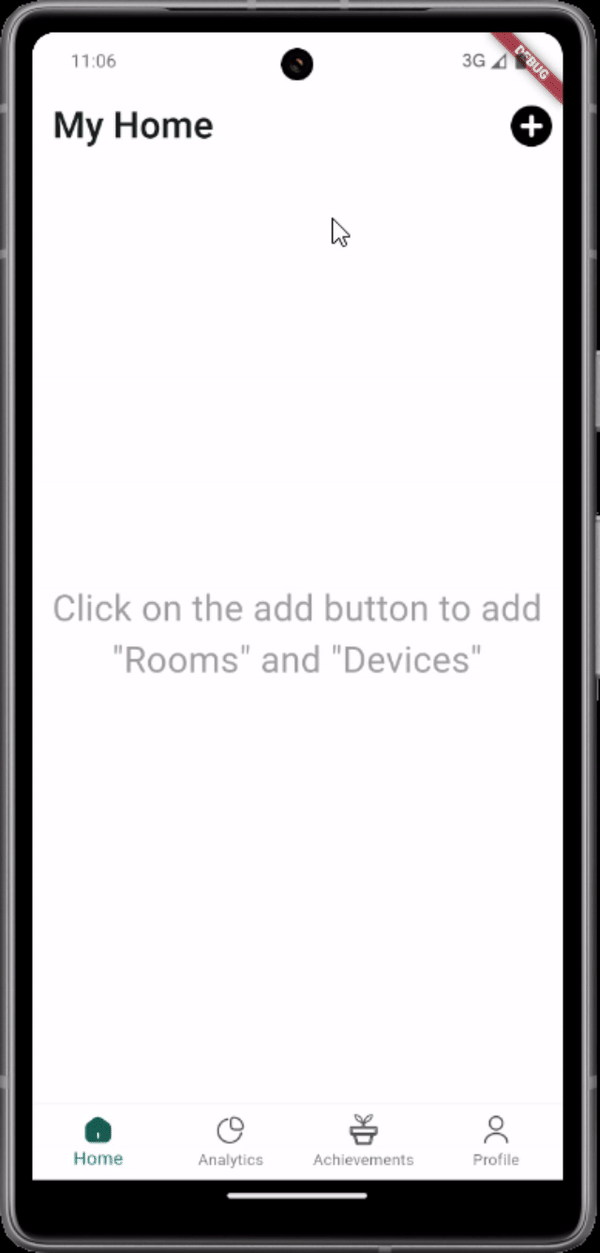 11:06
3G
DEBUG
My Home
Click on the add button to add
"Rooms" and "Devices"
Home
Analytics
Achievements
Profile